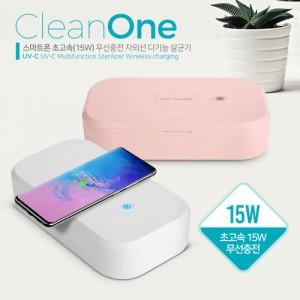 CleanOne
스마트폰 초고속(15W) 무선충전 자외선 다기능 살균기
UV-C UV-C Multifunction Sterilizer Wireless charging
15W
초고속 15W
무선충전